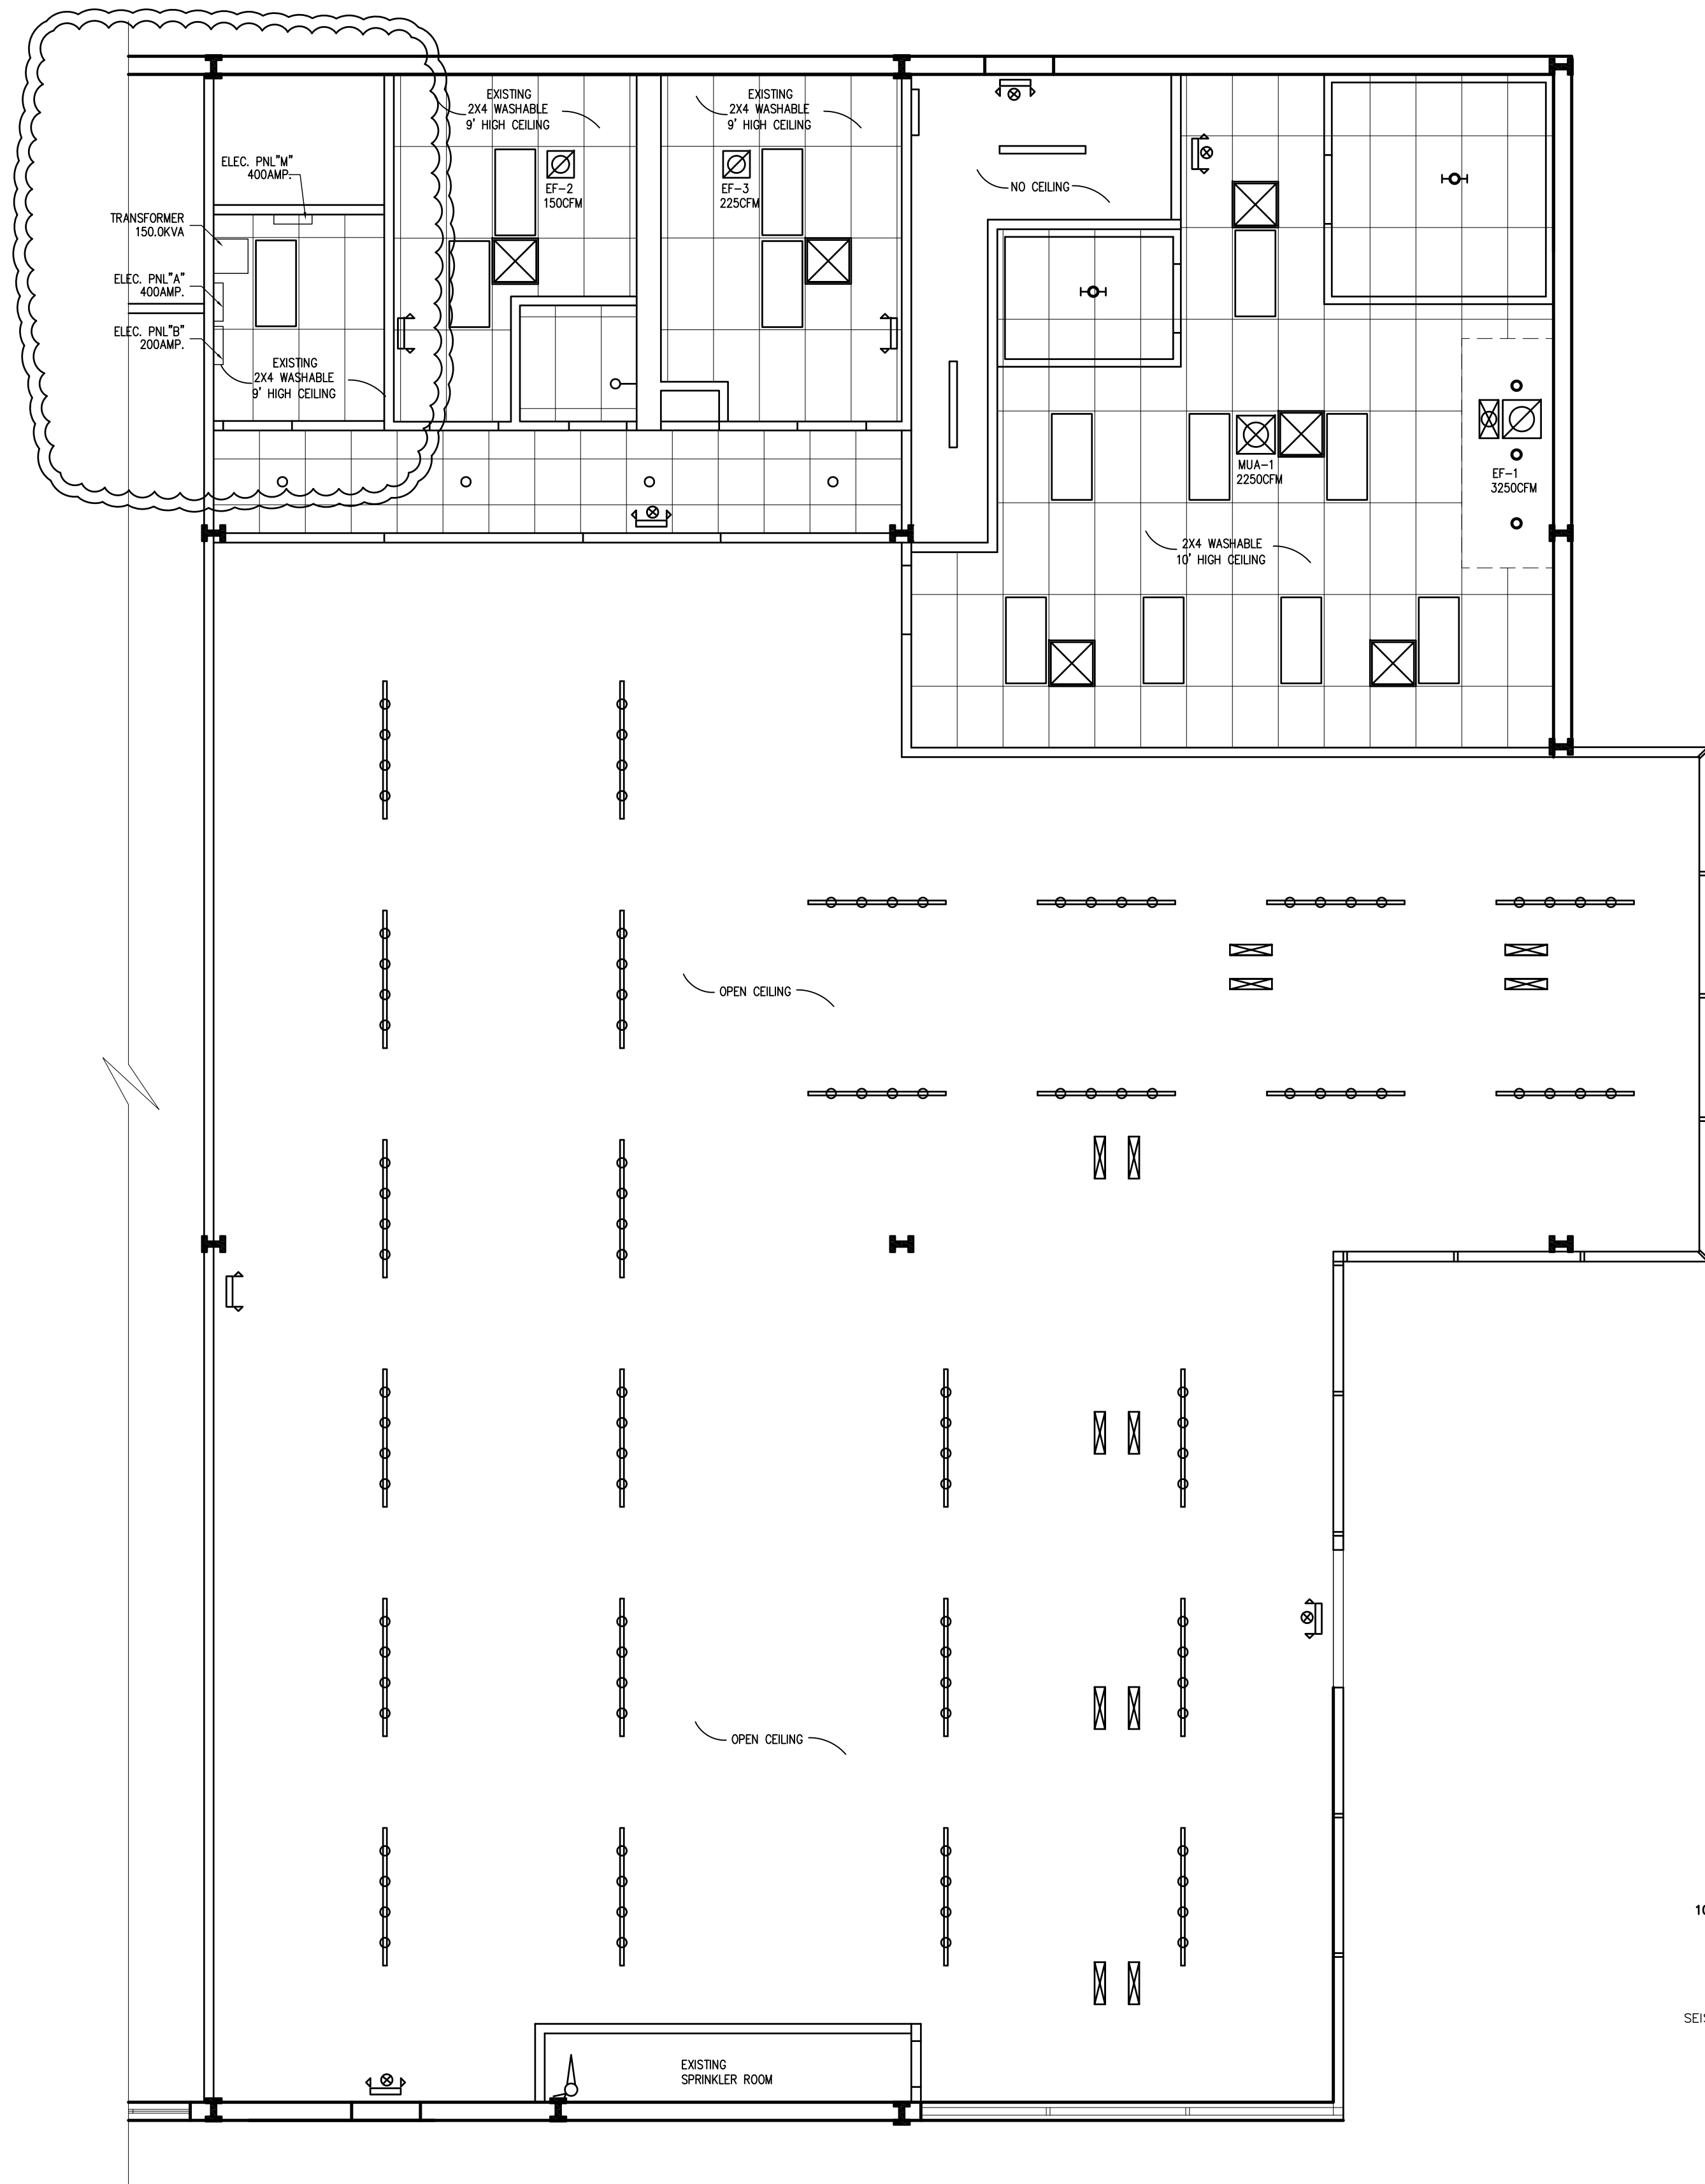 EXISTING
2X4 WASHABLE
9' HIGH CEILING
EXISTING
2X4 WASHABLE
9' HIGH CEILING
ELEC. PNL"M"
400AMP.
EF-2
150CFM
EF-3
225CFM
NO CEILING
TRANSFORMER
150.0KVA
ELEC. PNL"A"
400AMP.
ELEC. PNL"B"
200AMP.
EXISTING
2X4 WASHABLE
9' HIGH CEILING
MUA-1
2250CFM
EF-1
3250CFM
2X4 WASHABLE
10' HIGH CEILING
OPEN CEILING
OPEN CEILING
EXISTING
SPRINKLER ROOM